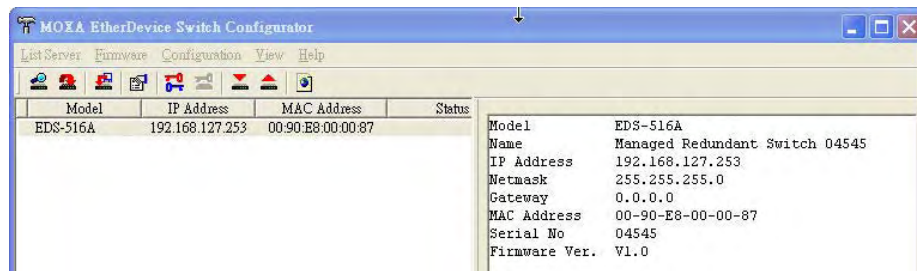 MOXA EtherDevice Switch Configurator
List Server Firmware Configuration View Help
Model IP Address MAC Address Status
EDS-516A 192.168.127.253 00:90:E8:00:00:87
Model EDS-516A
Name Managed Redundant Switch 04545
IP Address 192.168.127.253
Netmask 255.255.255.0
Gateway 0.0.0.0
MAC Address 00-90-E8-00-00-87
Serial No 04545
Firmware Ver. V1.0